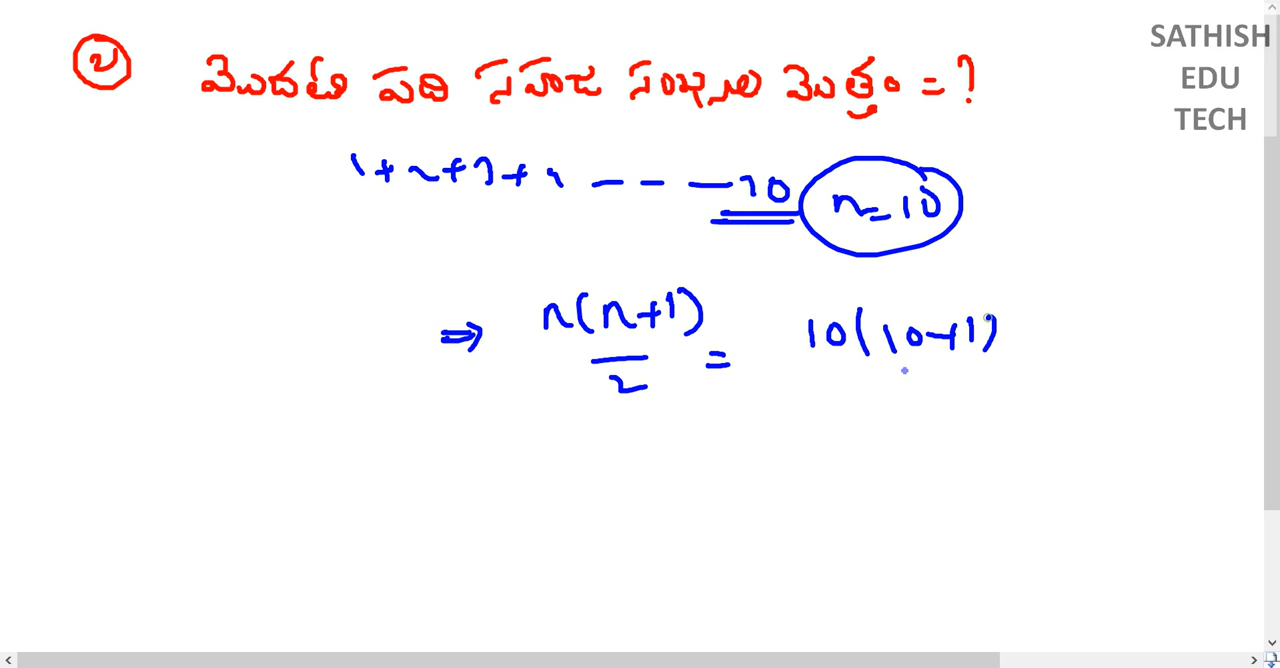 SATHISH
EDU
TECH
మొదటి పది సహజ సంఖ్యల మొత్తం = ?
1+2+3+4 - - - 10 n=10
⇒ n(n+1)/2 = 10(10+1)